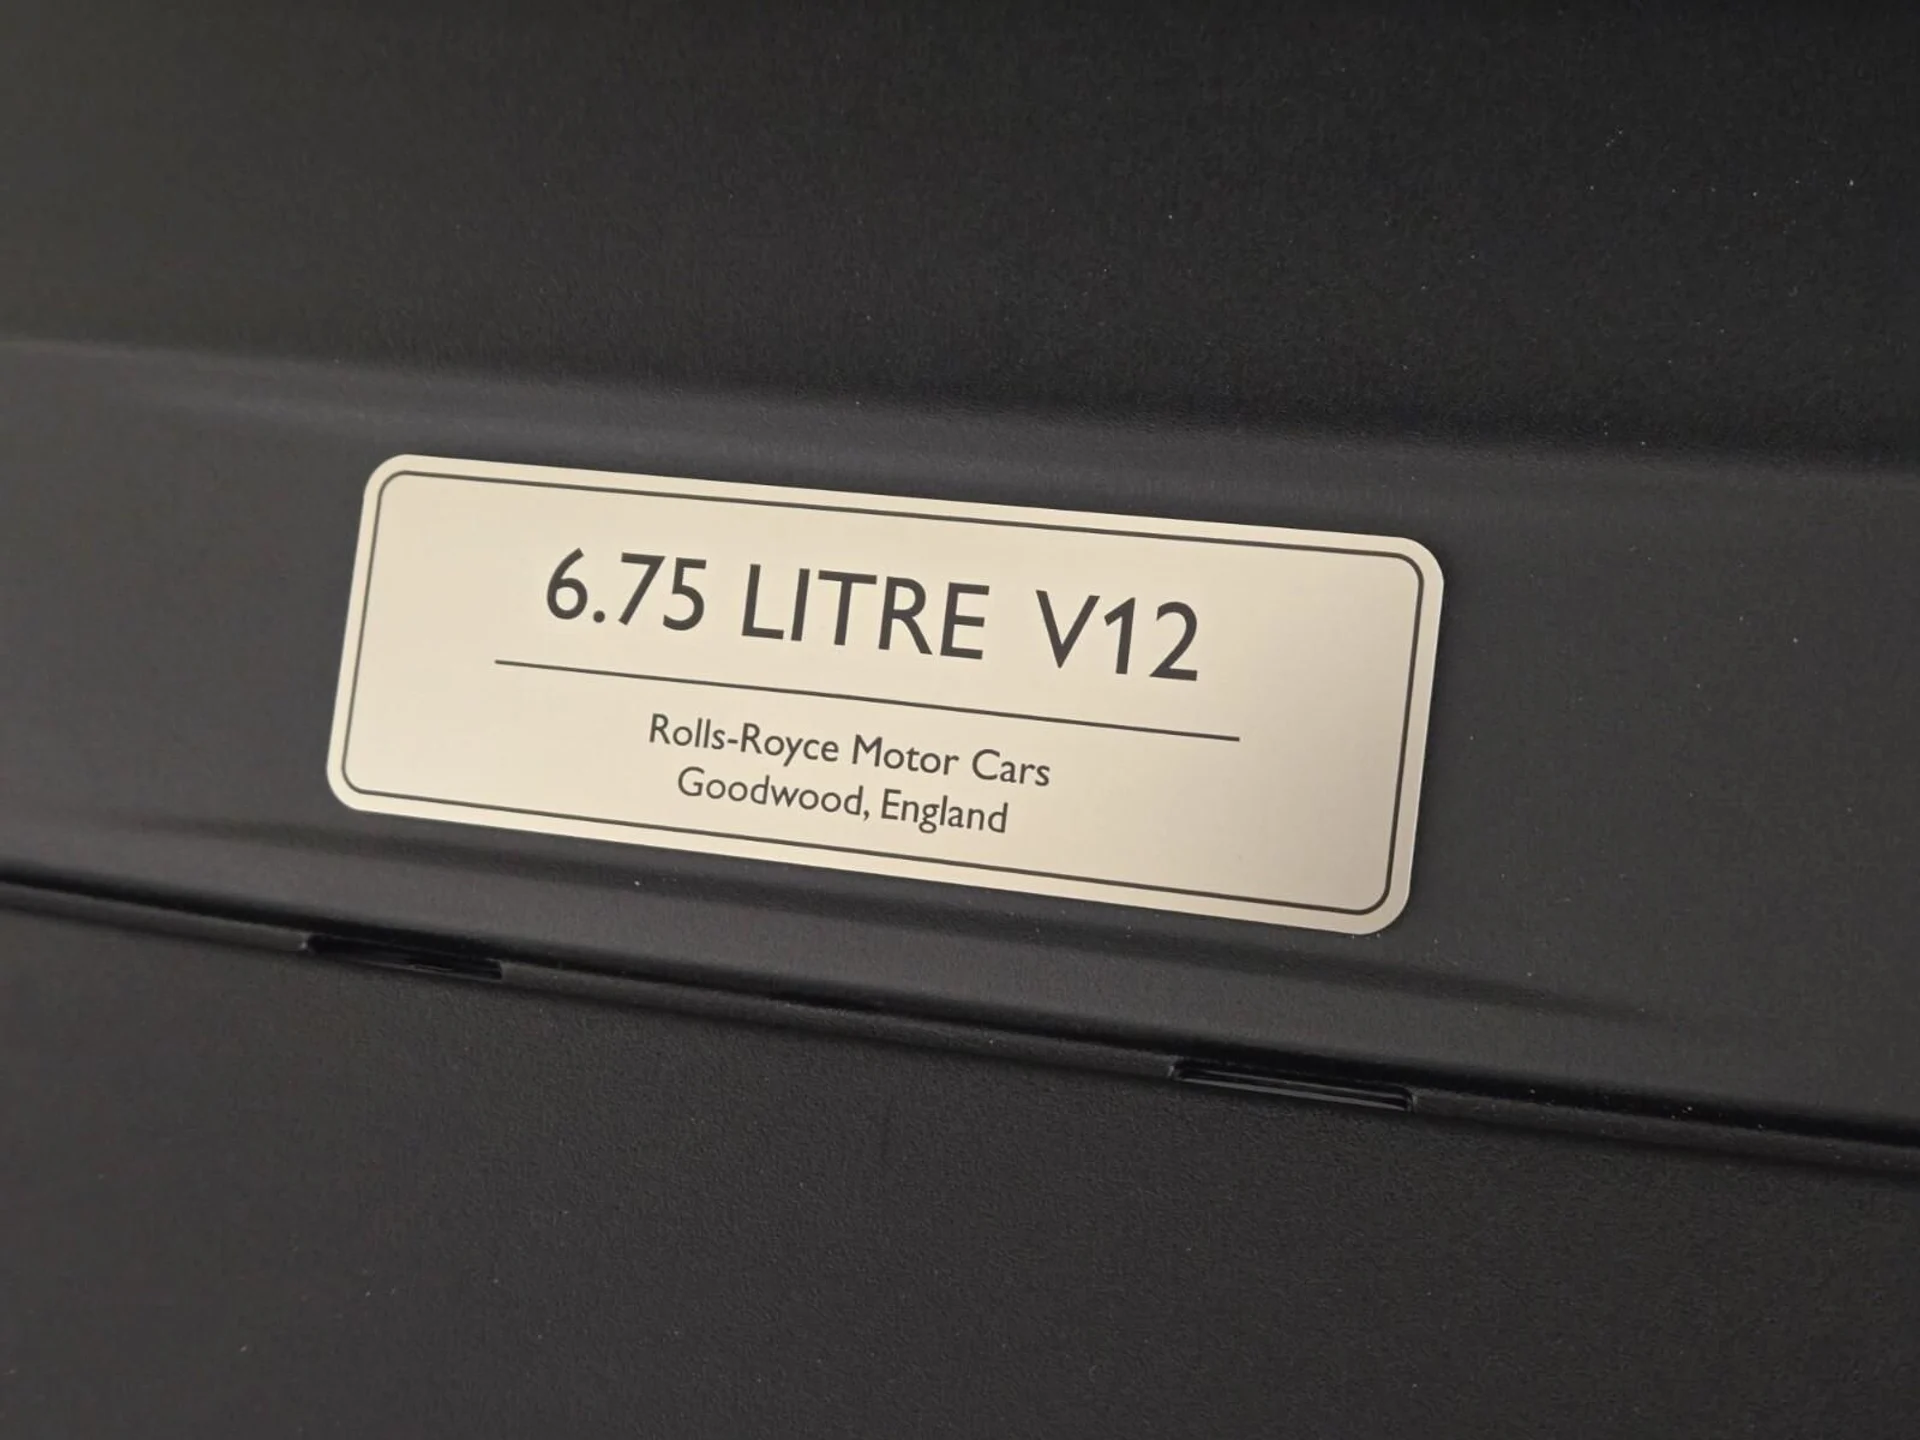 6.75 LITRE V12
Rolls-Royce Motor Cars
Goodwood, England